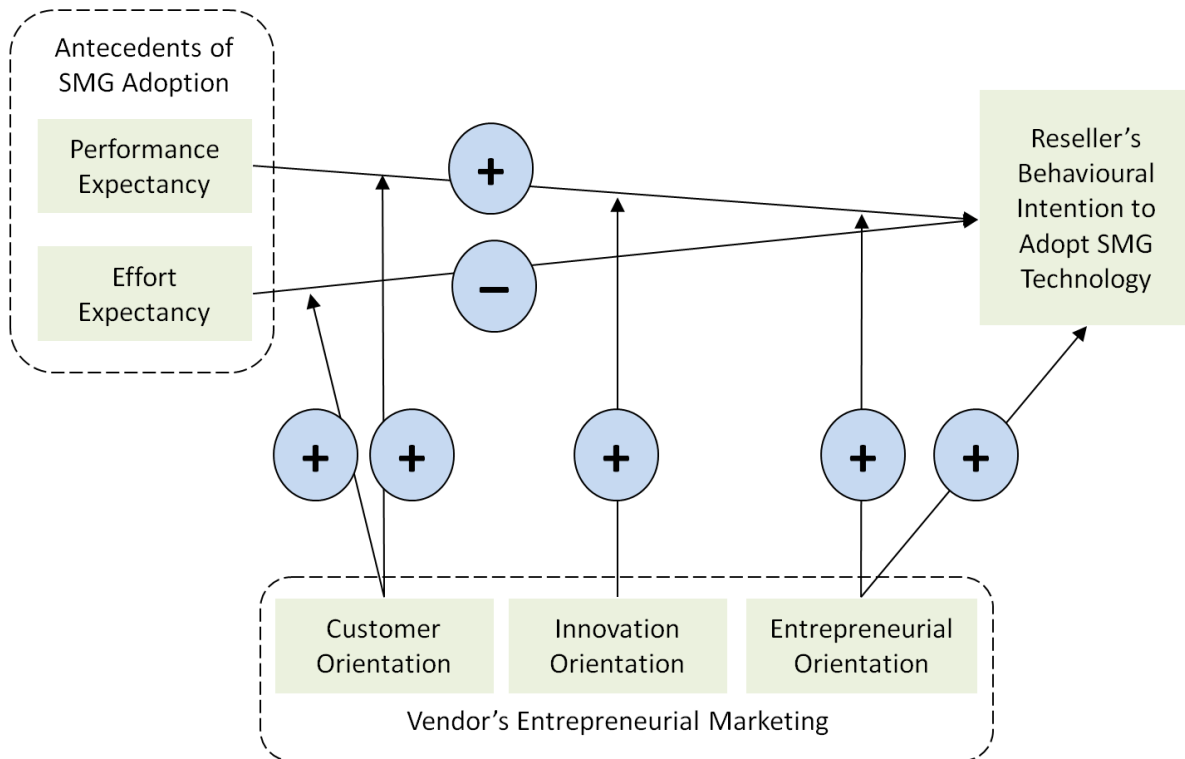 Antecedents of
SMG Adoption
Performance
Expectancy
Effort
Expectancy
+
−
Reseller's
Behavioural
Intention to
Adopt SMG
Technology
+
+
+
+
+
Customer
Orientation
Innovation
Orientation
Entrepreneurial
Orientation
Vendor's Entrepreneurial Marketing